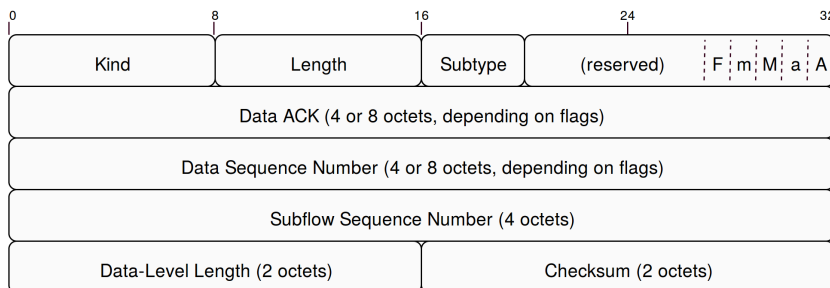 0 8 16 24 32
Kind Length Subtype (reserved) F m M a A
Data ACK (4 or 8 octets, depending on flags)
Data Sequence Number (4 or 8 octets, depending on flags)
Subflow Sequence Number (4 octets)
Data-Level Length (2 octets) Checksum (2 octets)